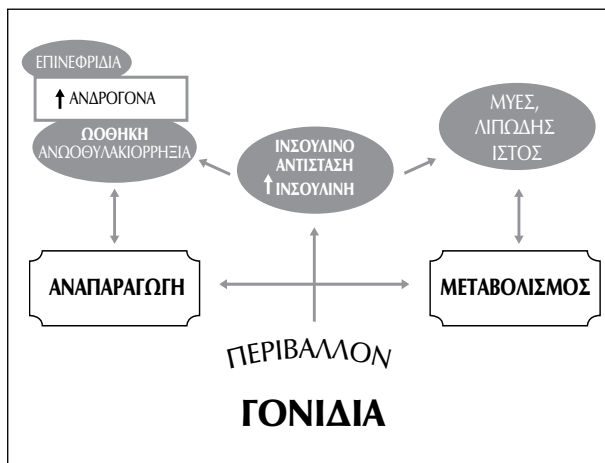 ΕΠΙΝΕΦΡΙΔΙΑ
ΑΝΔΡΟΓΟΝΑ
ΩΟΘΗΚΗ
ΑΝΩΟΘΥΛΑΚΙΟΡΡΗΞΙΑ
ΙΝΣΟΥΛΙΝΟ
ΑΝΤΙΣΤΑΣΗ
ΙΝΣΟΥΛΙΝΗ
ΜΥΕΣ,
ΛΙΠΩΔΗΣ
ΙΣΤΟΣ
ΑΝΑΠΑΡΑΓΩΓΗ
ΜΕΤΑΒΟΛΙΣΜΟΣ
ΠΕΡΙΒΑΛΛΟΝ
ΓΟΝΙΔΙΑ